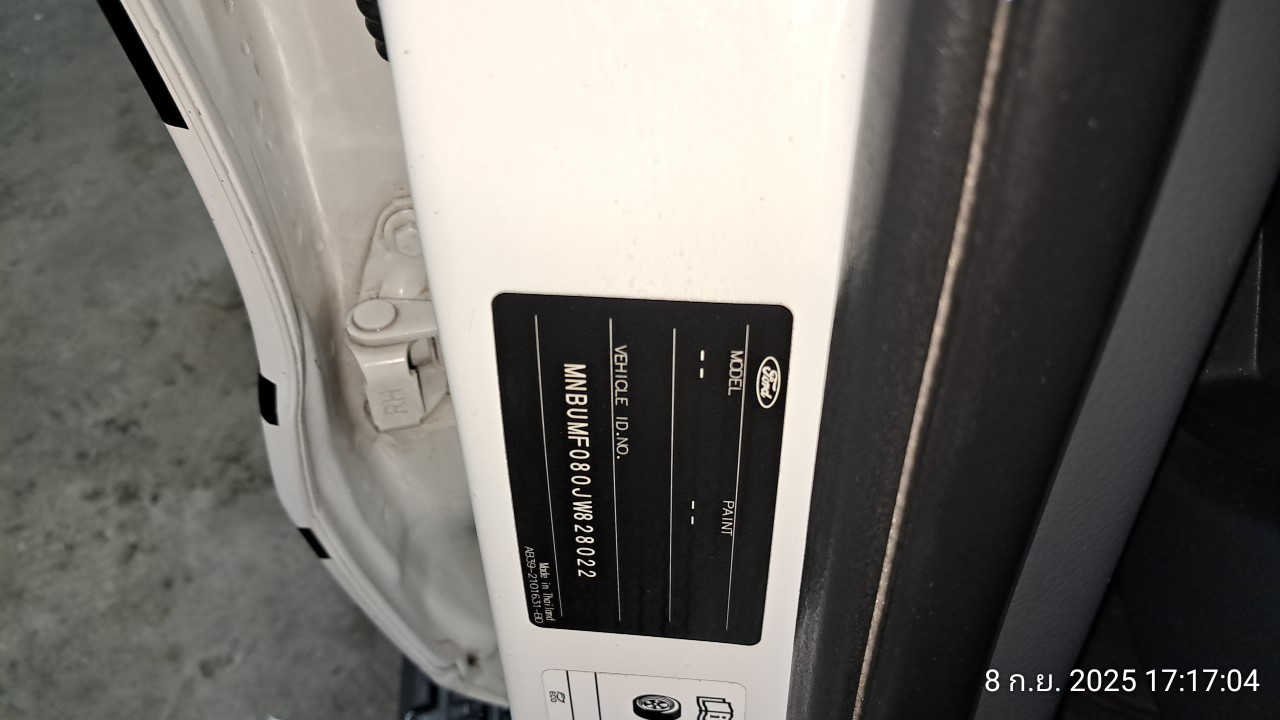 Ford
MODEL PAINT
-- --
VEHICLE ID.NO.
MNBUMF080JW828022
Made in Thailand
AB39-2101631-BD
RH
8 ก.ย. 2025 17:17:04